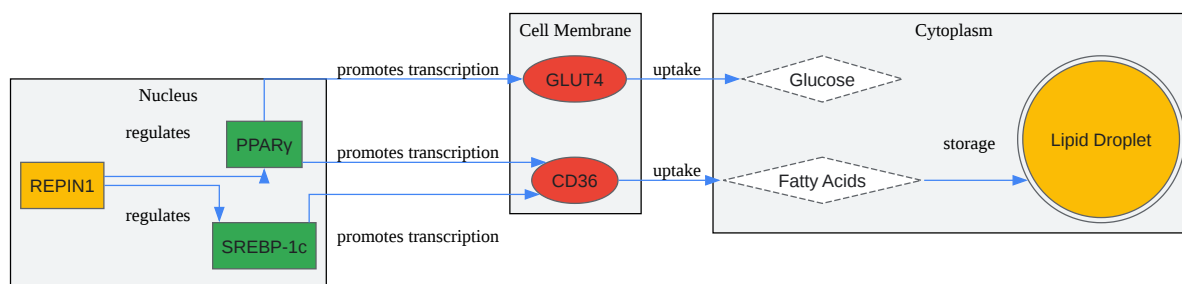 Cell Membrane
Cytoplasm
promotes transcription
GLUT4
uptake
Glucose
Nucleus
regulates
PPARγ
promotes transcription
storage
Lipid Droplet
REPIN1
CD36
uptake
Fatty Acids
regulates
SREBP-1c
promotes transcription